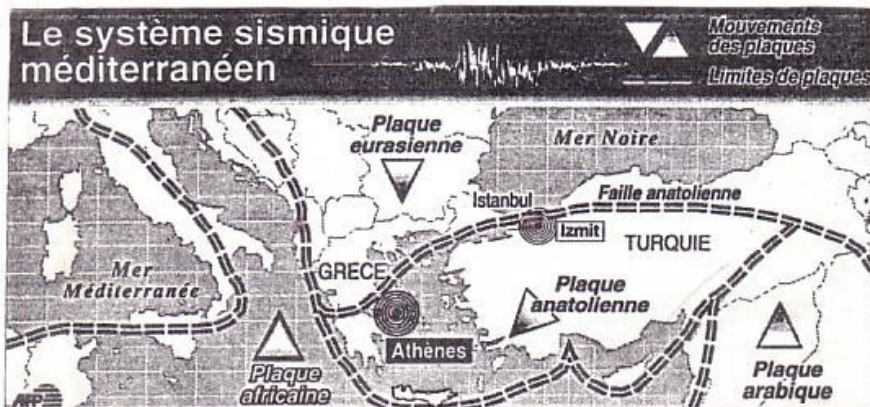 Le système sismique
méditerranéen
Mouvements
des plaques
Limites de plaques
Plaque
eurasienne
Mer Noire
Istanbul
Faille anatolienne
Izmit
TURQUIE
GRECE
Mer
Méditerranée
Plaque
anatolienne
Athènes
Plaque
africaine
Plaque
arabique
AFP